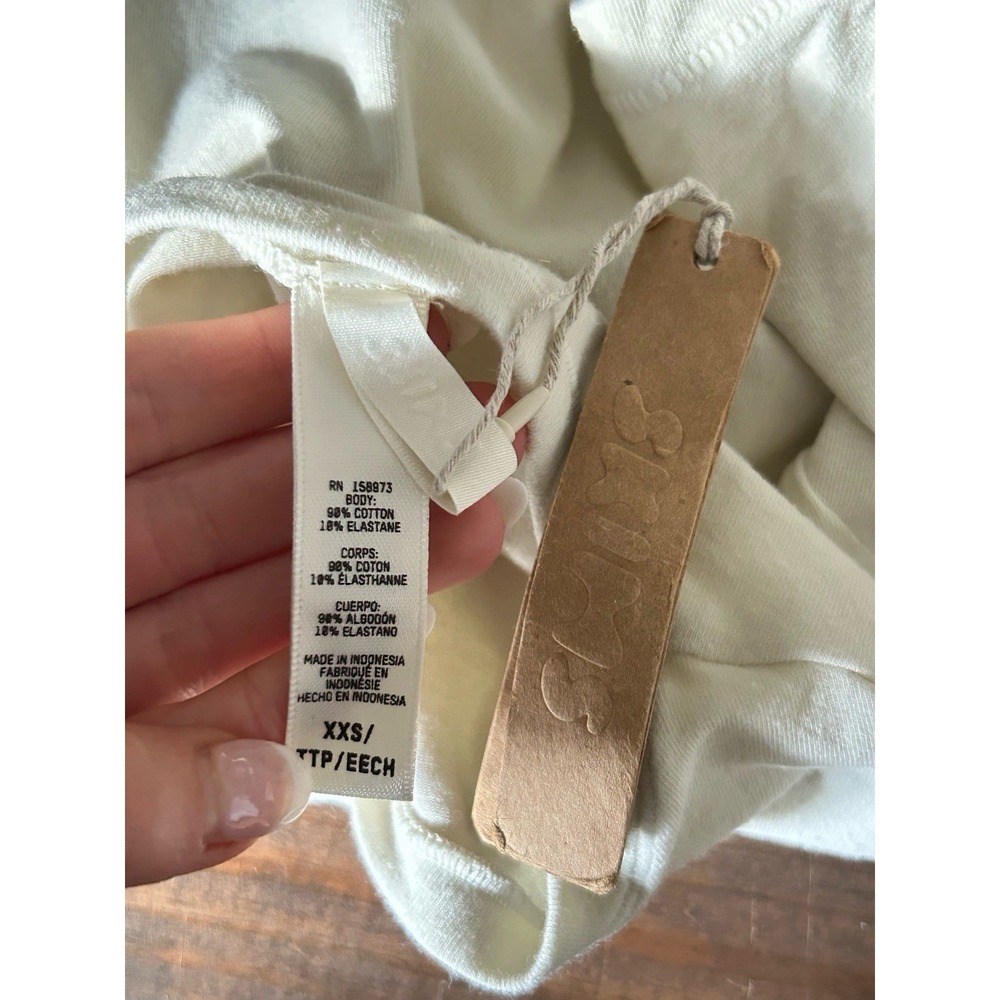 RN 158973
BODY:
90% COTTON
10% ELASTANE
CORPS:
90% COTON
10% ÉLASTHANNE
CUERPO:
90% ALGODÓN
10% ELASTANO
MADE IN INDONESIA
FABRIQUÉ EN
INDONÉSIE
HECHO EN INDONESIA
XXS/
TTP/EECH
SKIMS